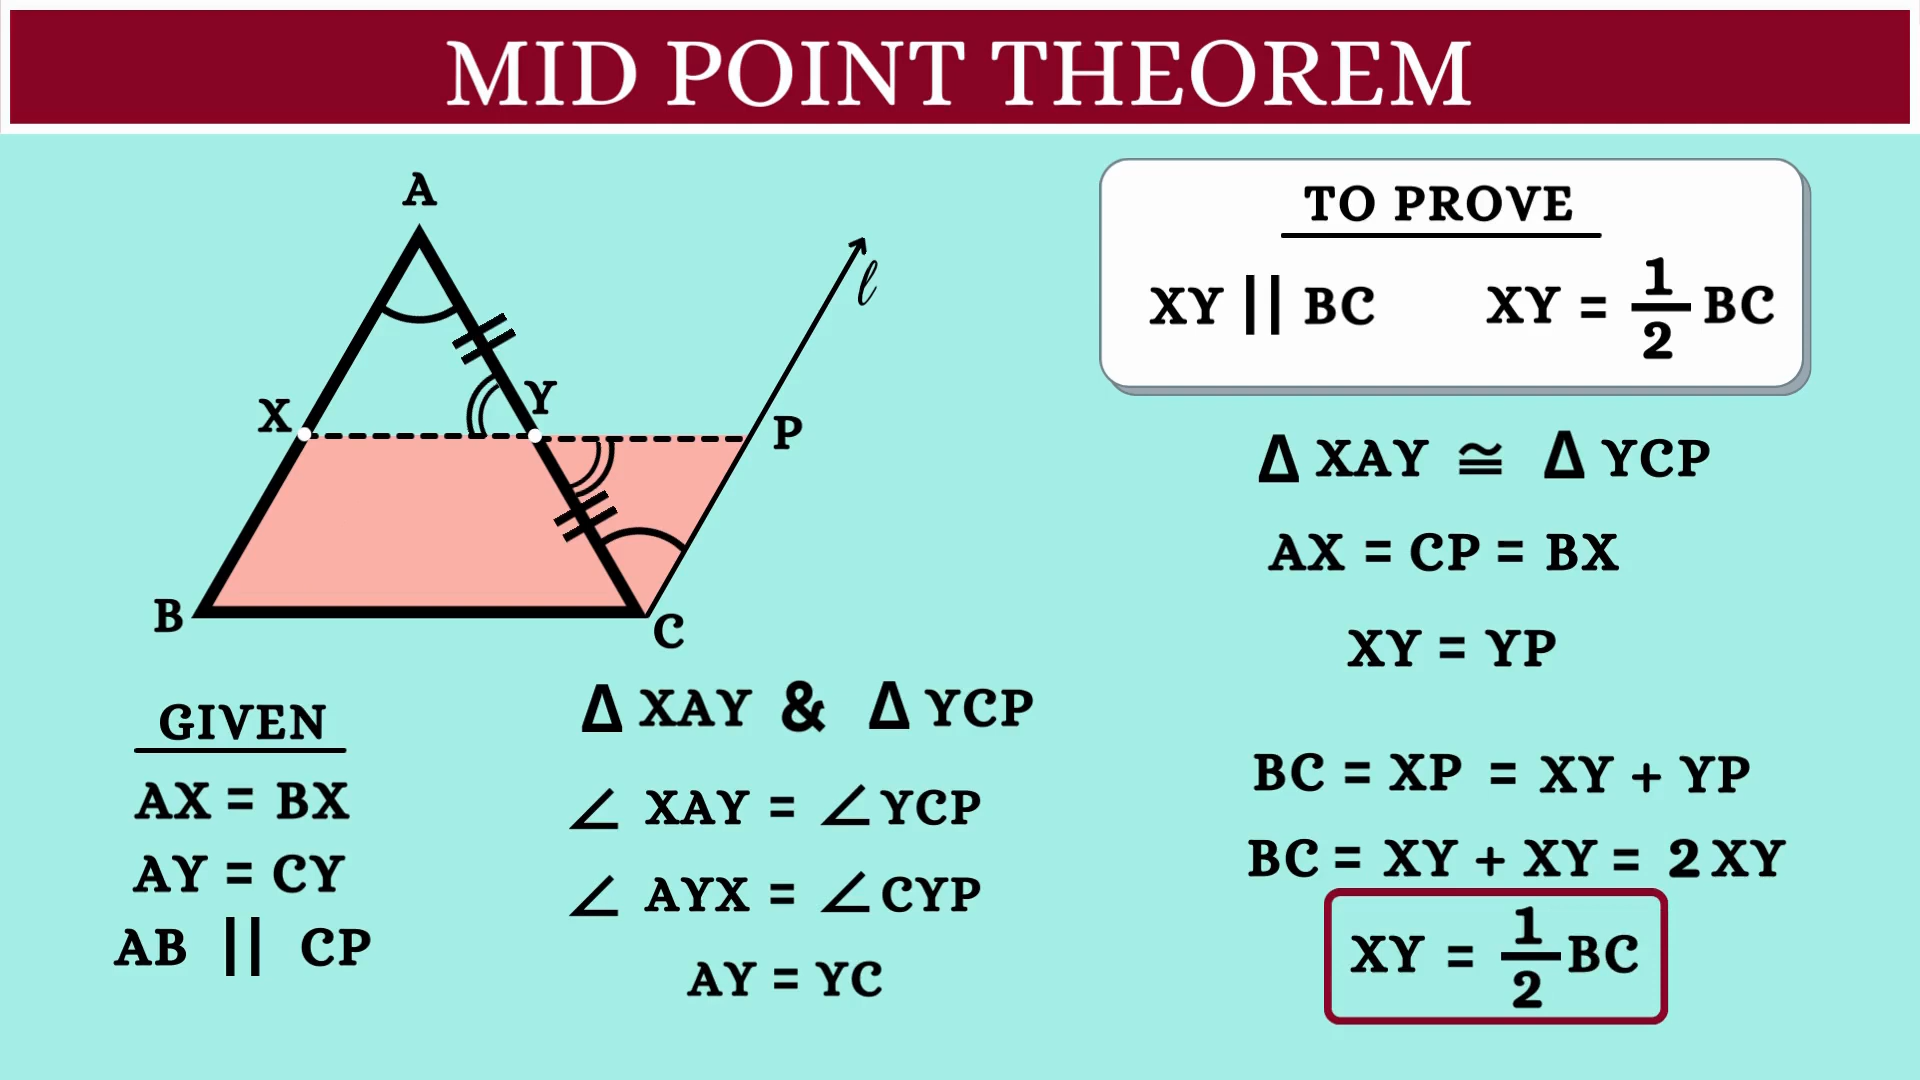 MID POINT THEOREM
A
l
X
Y
P
B
C
TO PROVE
XY || BC XY = 1/2 BC
GIVEN
AX = BX
AY = CY
AB || CP
Δ XAY & Δ YCP
∠ XAY = ∠ YCP
∠ AYX = ∠ CYP
AY = YC
Δ XAY ≅ Δ YCP
AX = CP = BX
XY = YP
BC = XP = XY + YP
BC = XY + XY = 2 XY
XY = 1/2 BC